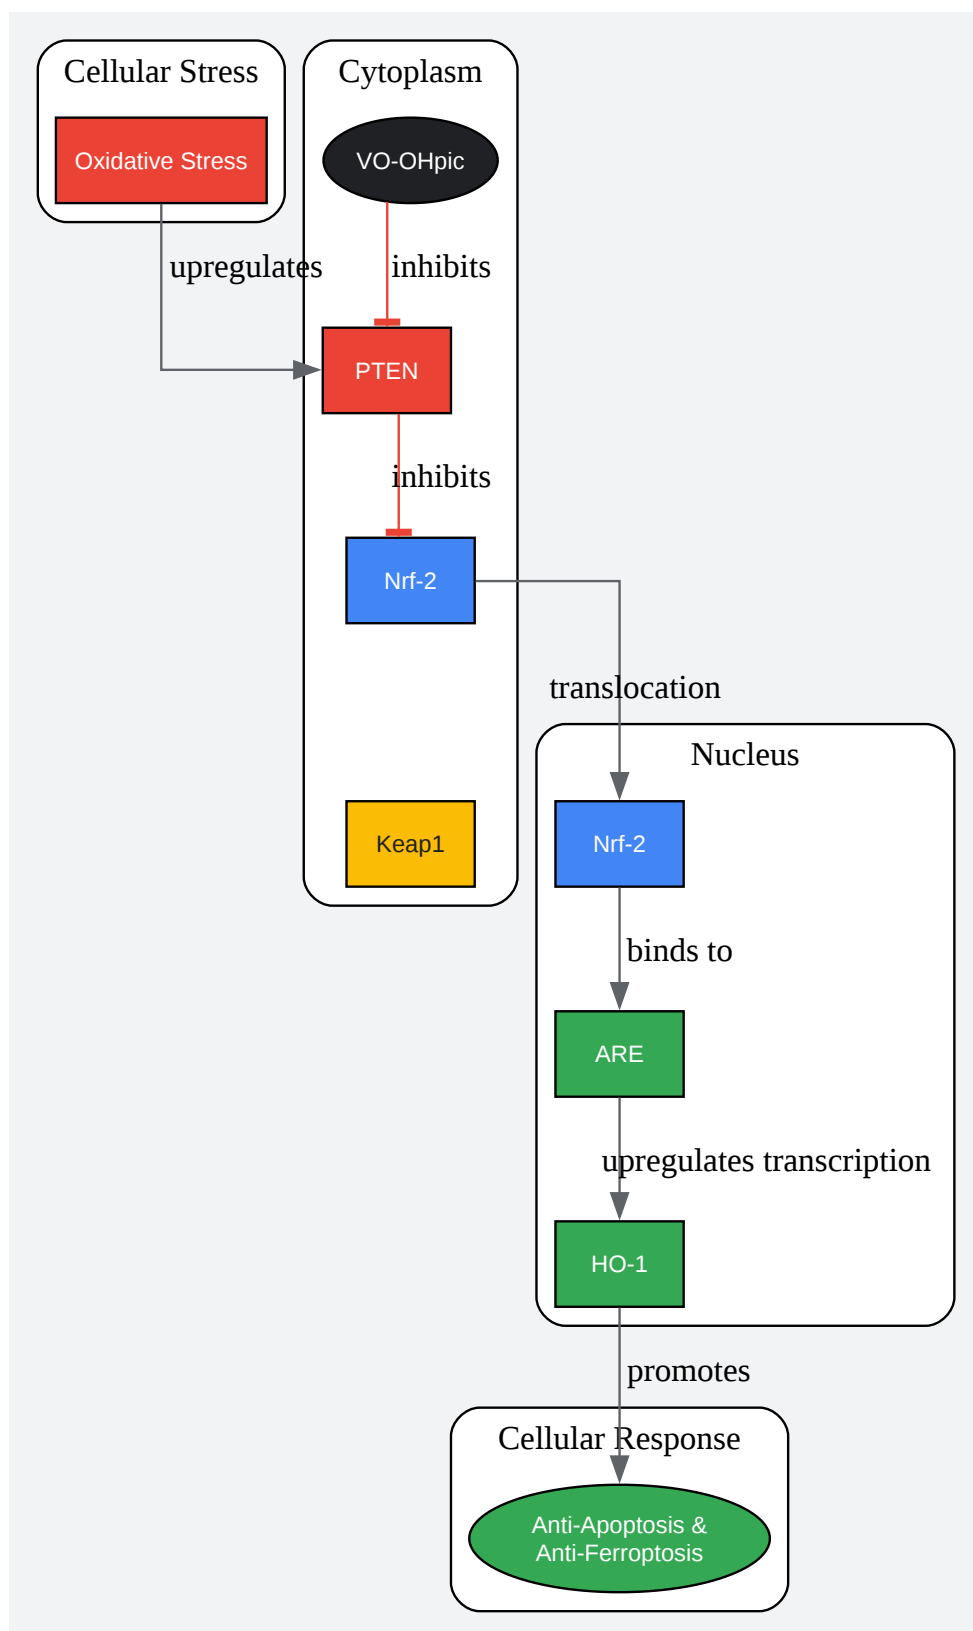 Cellular Stress
Cytoplasm
Oxidative Stress
VO-OHpic
upregulates
inhibits
PTEN
inhibits
Nrf-2
translocation
Nucleus
Keap1
Nrf-2
binds to
ARE
upregulates transcription
HO-1
promotes
Cellular Response
Anti-Apoptosis &
Anti-Ferroptosis